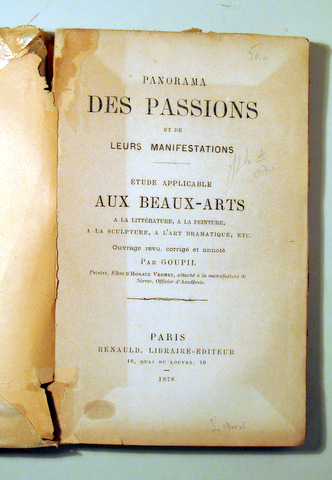 PANORAMA
DES PASSIONS
ET DE
LEURS MANIFESTATIONS
ÉTUDE APPLICABLE
AUX BEAUX-ARTS
A LA LITTÉRATURE, A LA PEINTURE,
A LA SCULPTURE, A L'ART DRAMATIQUE, ETC.
Ouvrage revu, corrigé et annoté
PAR GOUPIL
Peintre, Élève D'HORACE VERNET, attaché à la manufacture de
Sèvres, Officier d'Académie.
PARIS
RENAULD, LIBRAIRE-ÉDITEUR
10, QUAI DU LOUVRE, 10
1878